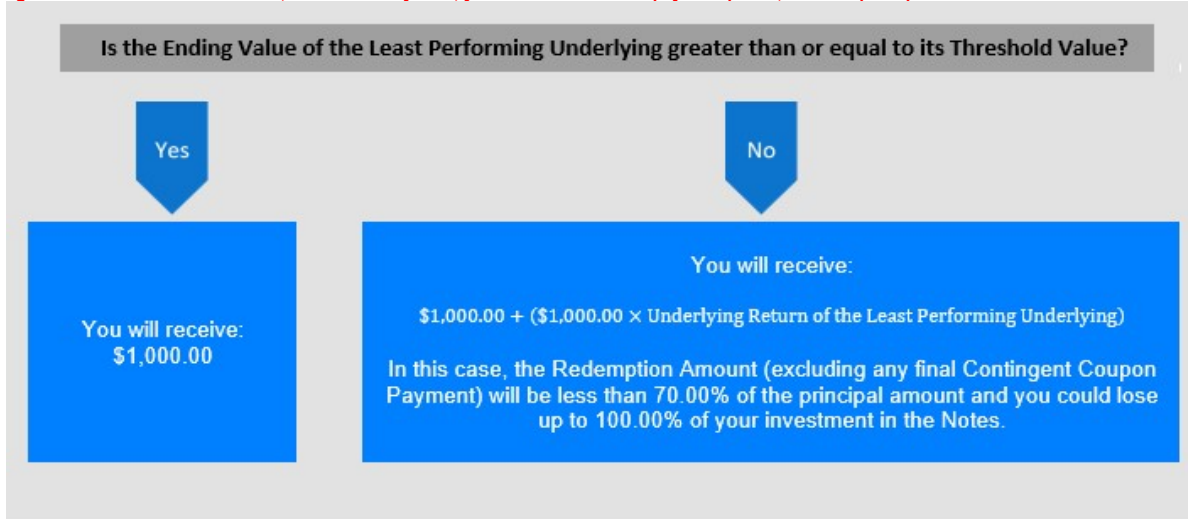 Is the Ending Value of the Least Performing Underlying greater than or equal to its Threshold Value?
Yes
No
You will receive:
$1,000.00
You will receive:
$1,000.00 + ($1,000.00 × Underlying Return of the Least Performing Underlying)
In this case, the Redemption Amount (excluding any final Contingent Coupon
Payment) will be less than 70.00% of the principal amount and you could lose
up to 100.00% of your investment in the Notes.